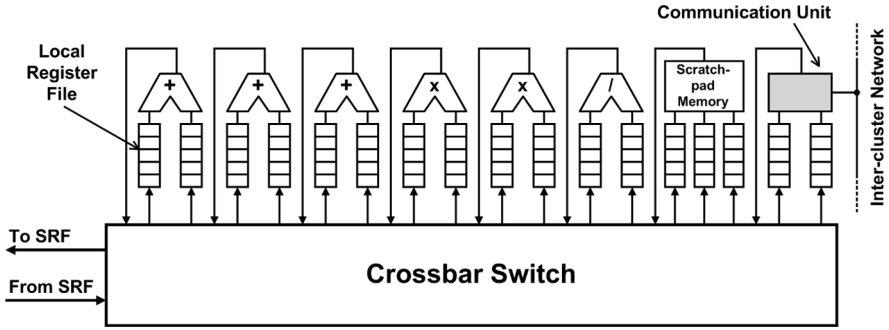 Communication Unit
Local
Register
File
+
+
+
x
x
/
Scratch-
pad
Memory
Inter-cluster Network
To SRF
From SRF
Crossbar Switch